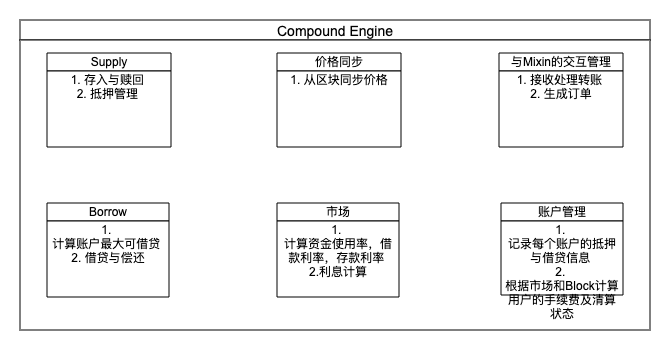 Compound Engine
Supply
1. 存入与赎回
2. 抵押管理
价格同步
1. 从区块同步价格
与Mixin的交互管理
1. 接收处理转账
2. 生成订单
Borrow
1.
计算账户最大可借贷
2. 借贷与偿还
市场
1.
计算资金使用率，借
款利率，存款利率
2.利息计算
账户管理
1.
记录每个账户的抵押
与借贷信息
2.
根据市场和Block计算
用户的手续费及清算
状态